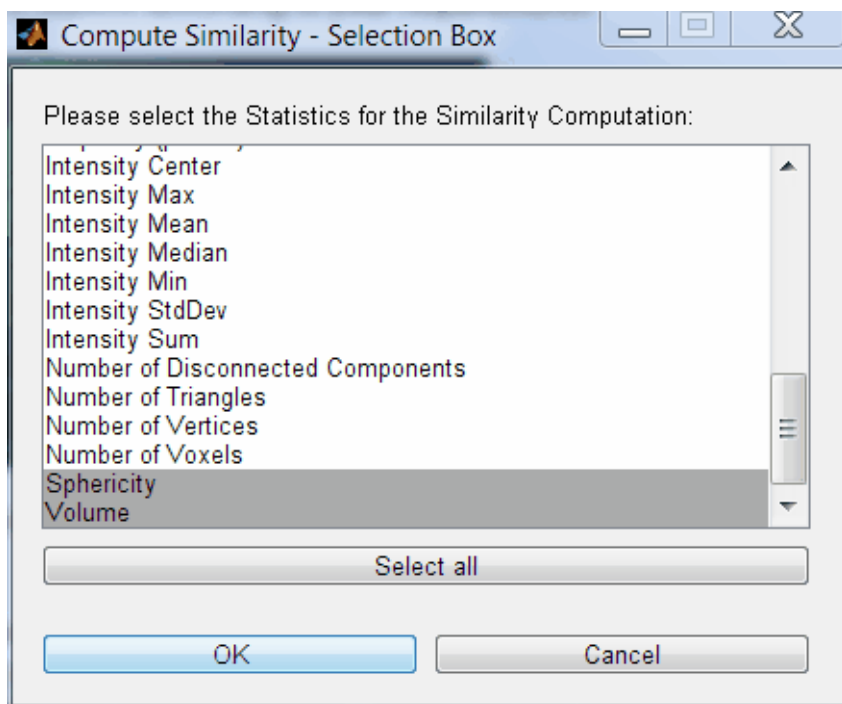 Compute Similarity - Selection Box
Please select the Statistics for the Similarity Computation:
Intensity Center
Intensity Max
Intensity Mean
Intensity Median
Intensity Min
Intensity StdDev
Intensity Sum
Number of Disconnected Components
Number of Triangles
Number of Vertices
Number of Voxels
Sphericity
Volume
Select all
OK Cancel